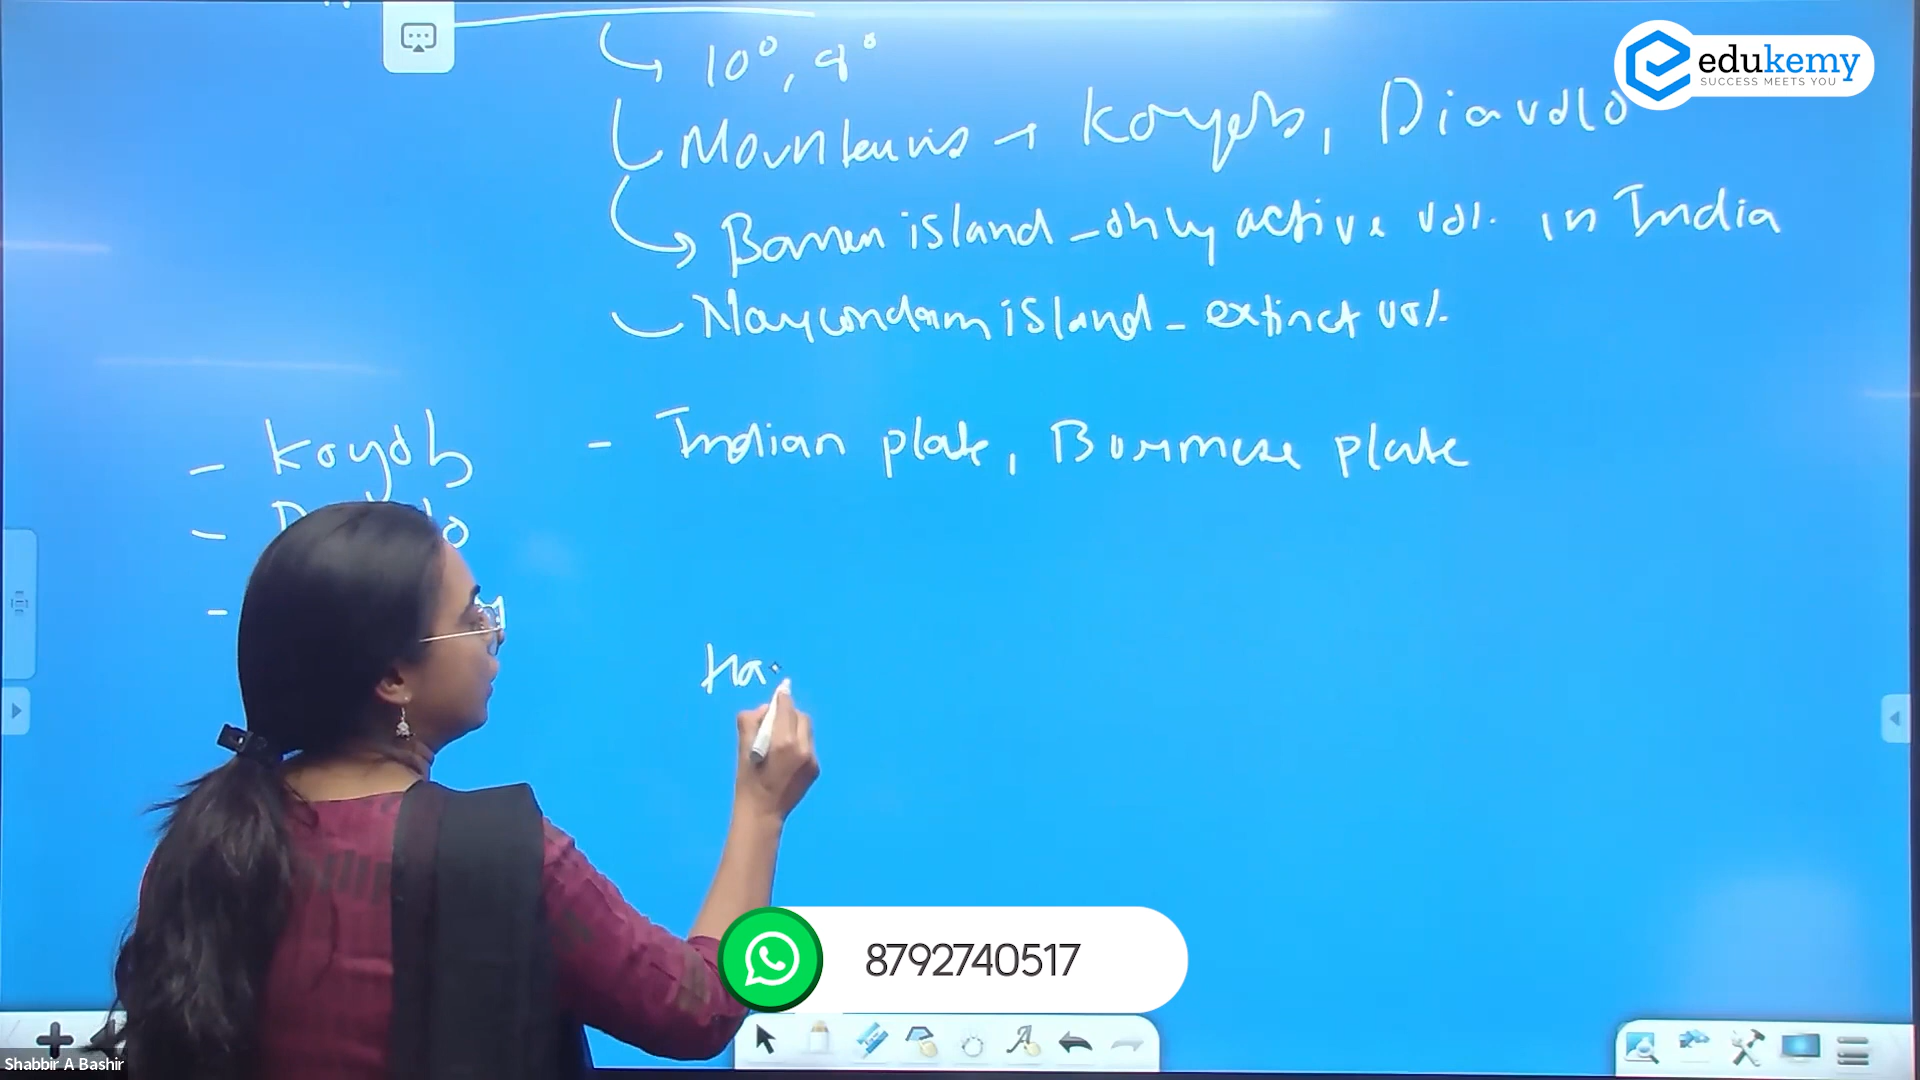 edukemy
SUCCESS MEETS YOU
10°, 9°
Mountains → Koyob, Diavolo
Barren island - only active vol. in India
Narcondam island - extinct vol.
- Koyob
- Indian plate, Burmese plate
-
-
Ha
8792740517
Shabbir A Bashir